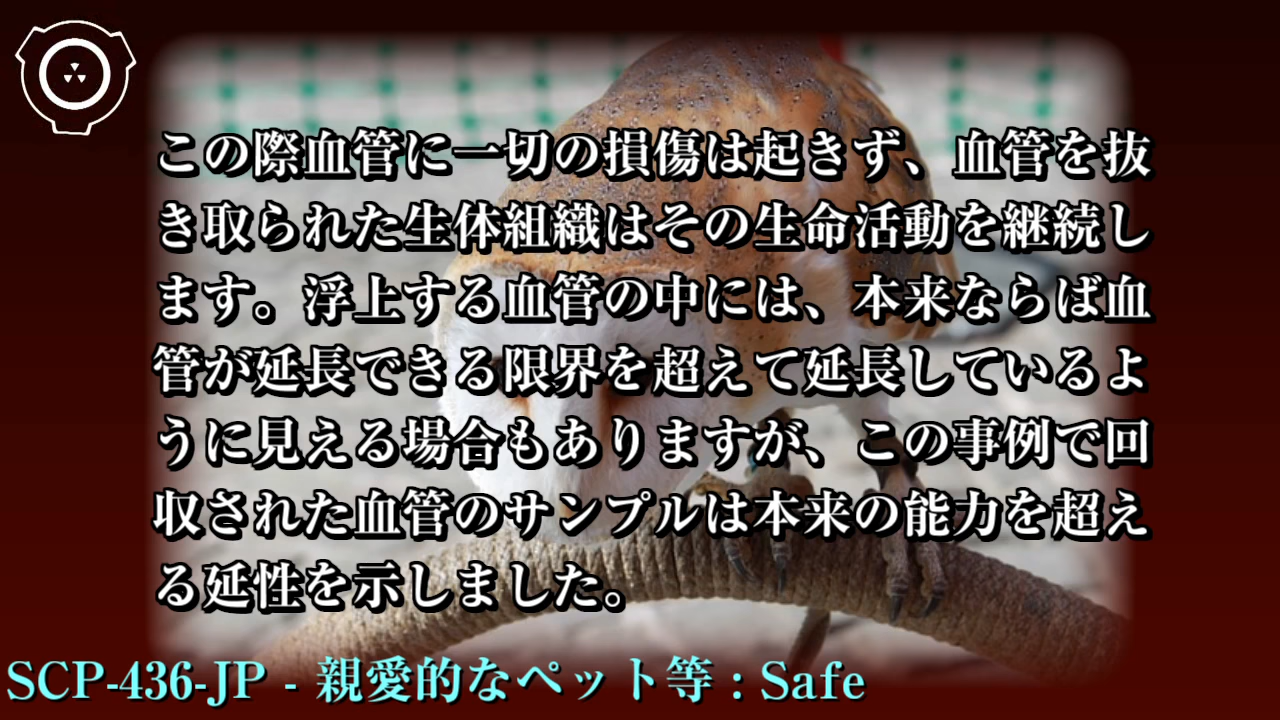 この際血管に一切の損傷は起きず、血管を抜
き取られた生体組織はその生命活動を継続し
ます。浮上する血管の中には、本来ならば血
管が延長できる限界を超えて延長しているよ
うに見える場合もありますが、この事例で回
収された血管のサンプルは本来の能力を超え
る延性を示しました。
SCP-436-JP - 親愛的なペット等 : Safe